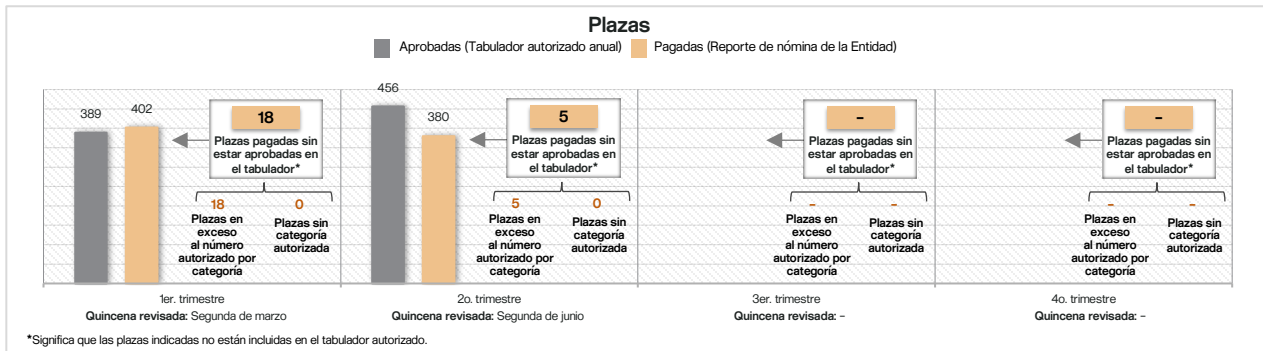 Plazas
Aprobadas (Tabulador autorizado anual)
Pagadas (Reporte de nómina de la Entidad)
389
402
18
Plazas pagadas sin
estar aprobadas en
el tabulador*
18
0
Plazas en
exceso
al número
autorizado por
categoría
Plazas sin
categoría
autorizada
1er. trimestre
Quincena revisada: Segunda de marzo
456
380
5
Plazas pagadas sin
estar aprobadas en
el tabulador*
5
0
Plazas en
exceso
al número
autorizado por
categoría
Plazas sin
categoría
autorizada
2o. trimestre
Quincena revisada: Segunda de junio
-
Plazas pagadas sin
estar aprobadas en
el tabulador*
-
-
Plazas en
exceso
al número
autorizado por
categoría
Plazas sin
categoría
autorizada
3er. trimestre
Quincena revisada: -
-
Plazas pagadas sin
estar aprobadas en
el tabulador*
-
-
Plazas en
exceso
al número
autorizado por
categoría
Plazas sin
categoría
autorizada
4o. trimestre
Quincena revisada: -
*Significa que las plazas indicadas no están incluidas en el tabulador autorizado.